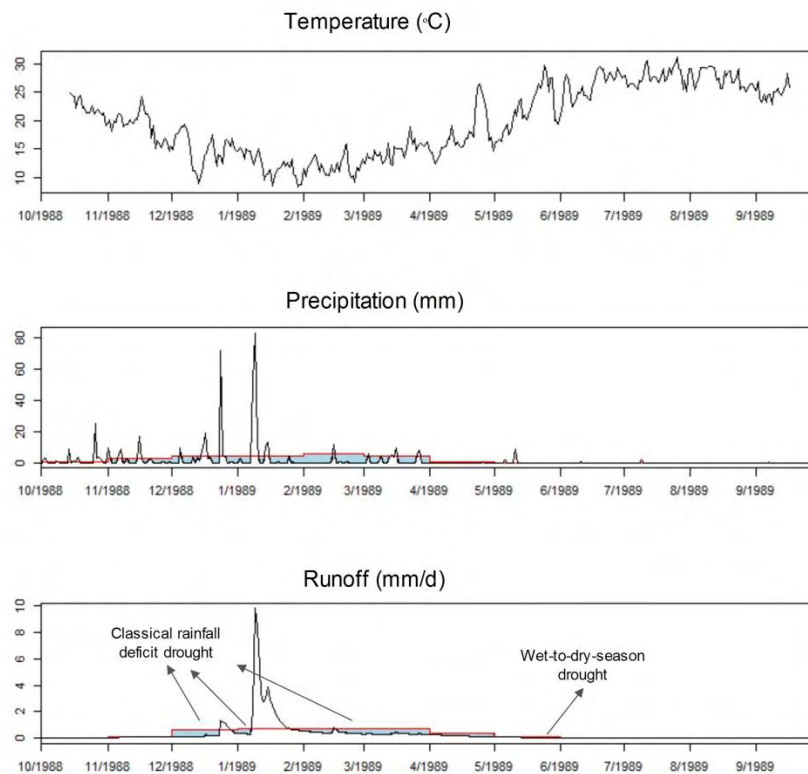 Temperature (°C)
30
25
20
15
10
10/1988 11/1988 12/1988 1/1989 2/1989 3/1989 4/1989 5/1989 6/1989 7/1989 8/1989 9/1989
Precipitation (mm)
80
60
40
20
0
10/1988 11/1988 12/1988 1/1989 2/1989 3/1989 4/1989 5/1989 6/1989 7/1989 8/1989 9/1989
Runoff (mm/d)
10
8
6
4
2
0
Classical rainfall
deficit drought
Wet-to-dry-season
drought
10/1988 11/1988 12/1988 1/1989 2/1989 3/1989 4/1989 5/1989 6/1989 7/1989 8/1989 9/1989